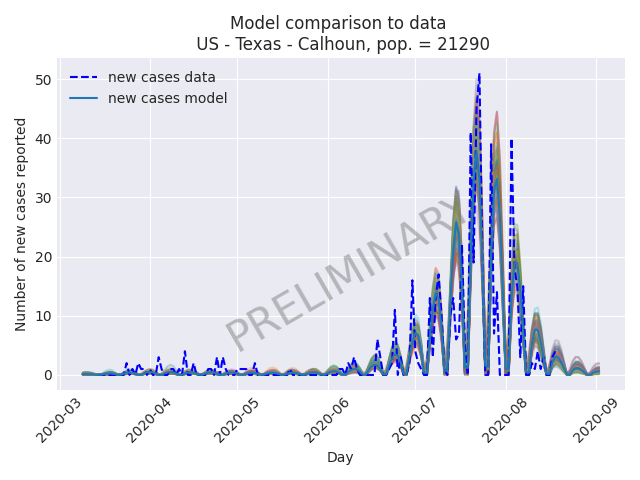 Model comparison to data
US - Texas - Calhoun, pop. = 21290
new cases data
new cases model
PRELIMINARY
Number of new cases reported
50
40
30
20
10
0
2020-03
2020-04
2020-05
2020-06
2020-07
2020-08
2020-09
Day